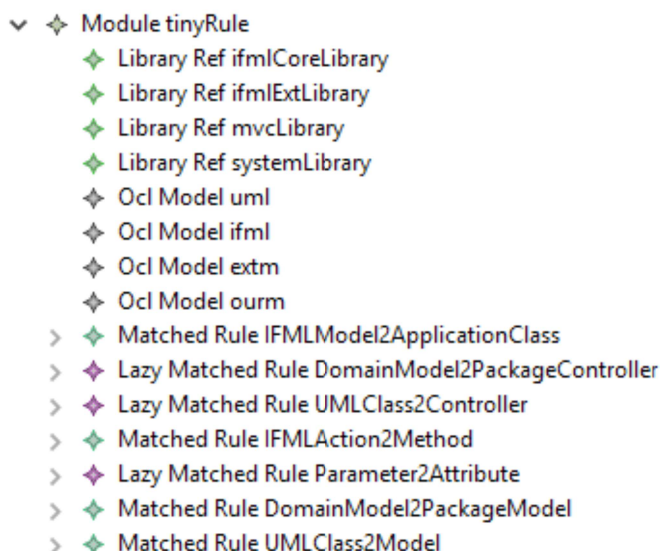 Module tinyRule
Library Ref ifmlCoreLibrary
Library Ref ifmlExtLibrary
Library Ref mvcLibrary
Library Ref systemLibrary
Ocl Model uml
Ocl Model ifml
Ocl Model extm
Ocl Model ourm
Matched Rule IFMLModel2ApplicationClass
Lazy Matched Rule DomainModel2PackageController
Lazy Matched Rule UMLClass2Controller
Matched Rule IFMLAction2Method
Lazy Matched Rule Parameter2Attribute
Matched Rule DomainModel2PackageModel
Matched Rule UMLClass2Model